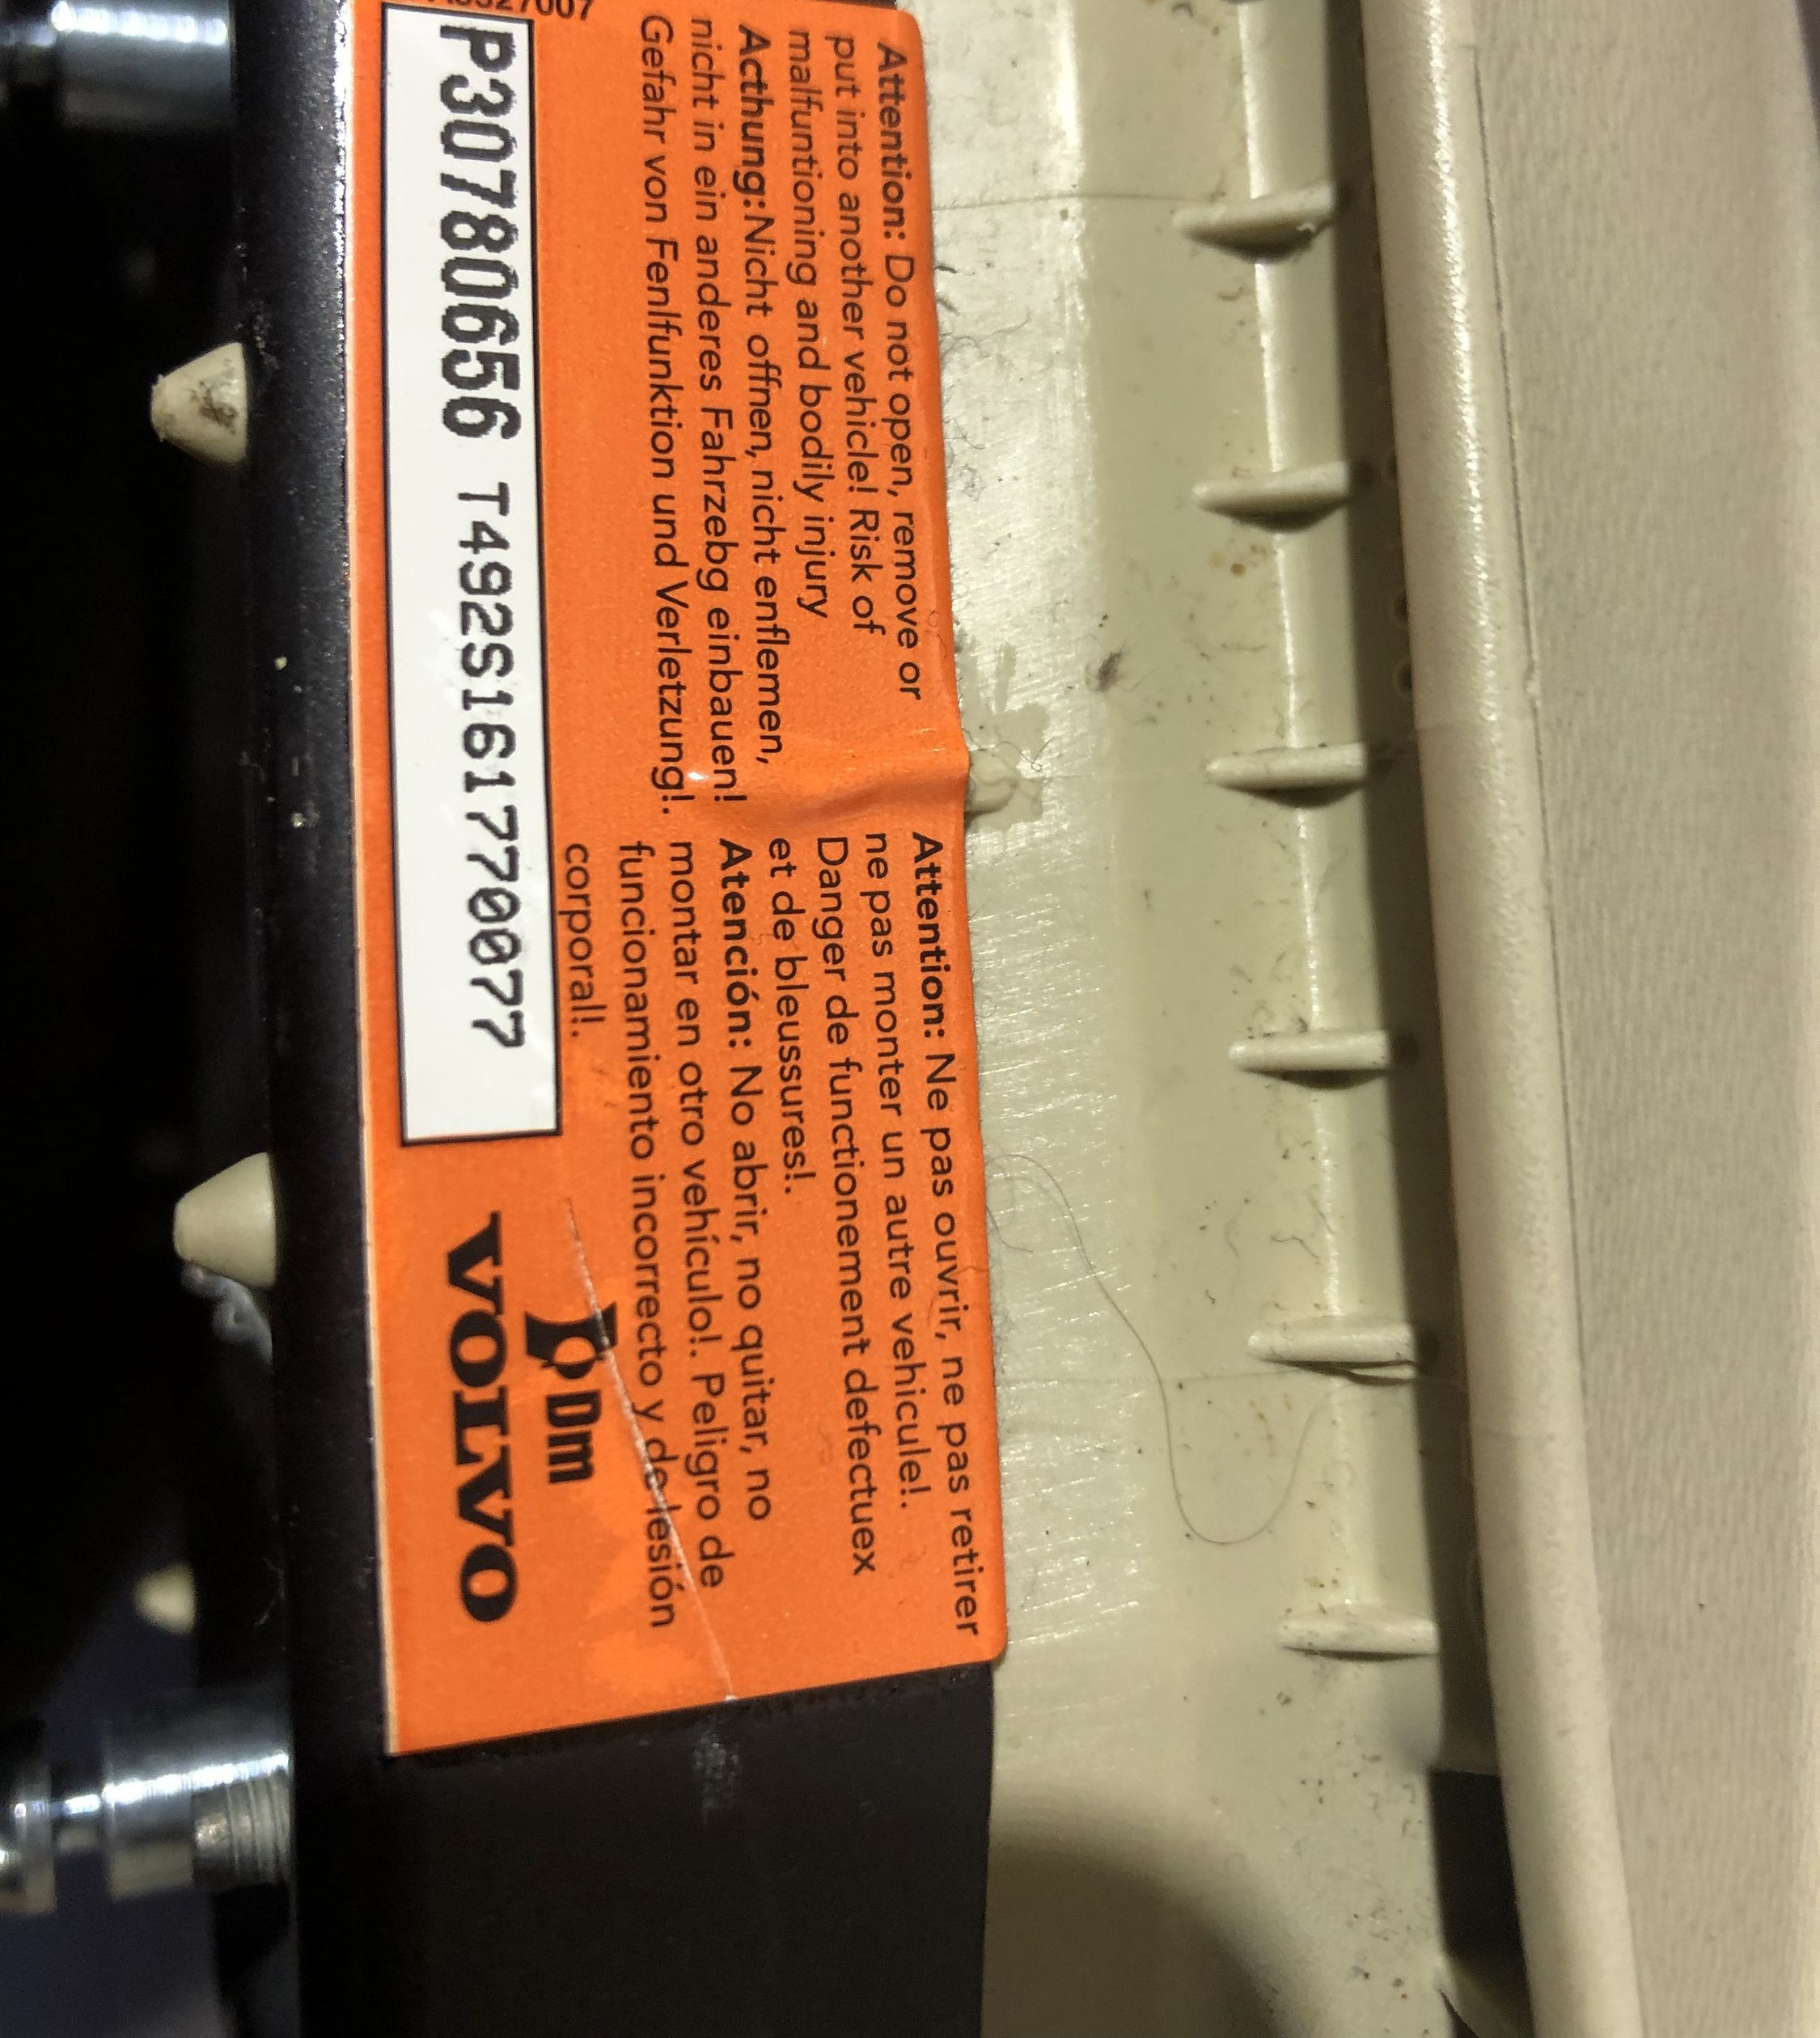 Attention: Do not open, remove or
put into another vehicle! Risk of
malfuntioning and bodily injury
Acthung:Nicht offnen, nicht enflemen,
nicht in ein anderes Fahrzebg einbauen!
Gefahr von Fenlfunktion und Verletzung!.
Attention: Ne pas ouvrir, ne pas retirer
ne pas monter un autre vehicule!.
Danger de functionement defectuex
et de bleussures!.
Atención: No abrir, no quitar, no
montar en otro vehículo!. Peligro de
funcionamiento incorrecto y de lesión
corporal!.
P30780656 T492S161770077
Dm
VOLVO